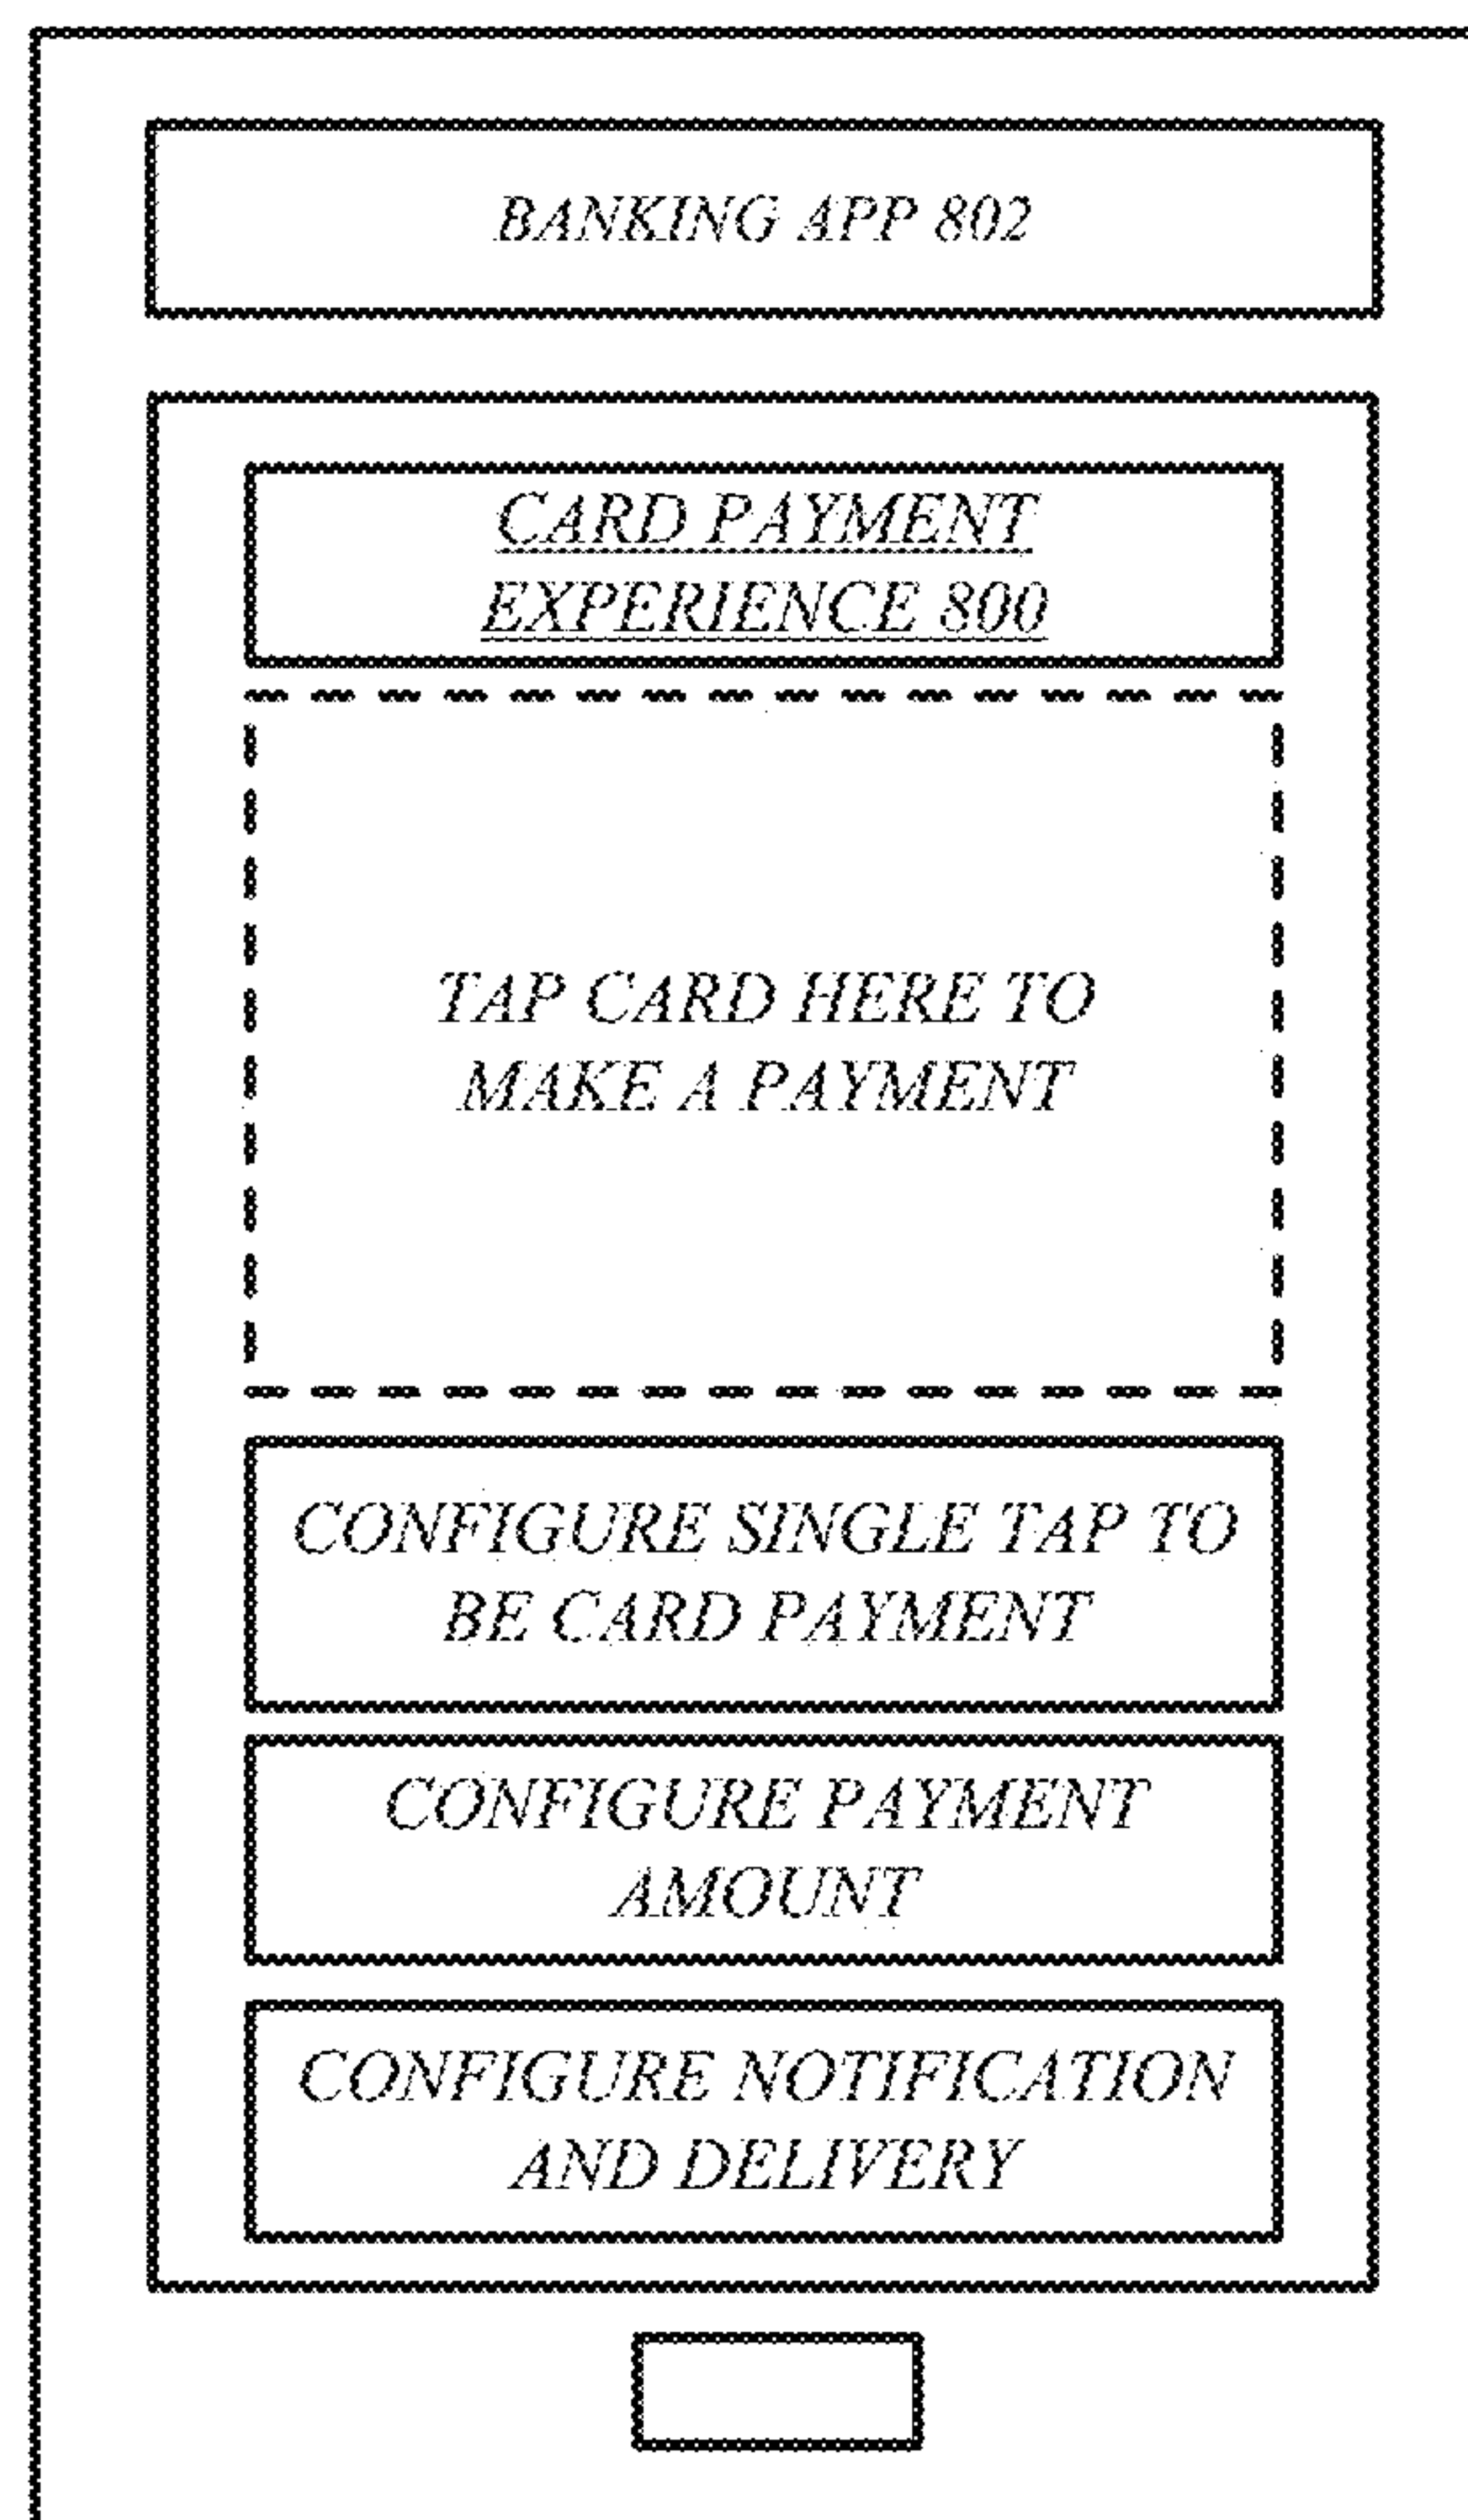 BANKING APP 802
CARD PAYMENT
EXPERIENCE 800
TAP CARD HERE TO
MAKE A PAYMENT
CONFIGURE SINGLE TAP TO
BE CARD PAYMENT
CONFIGURE PAYMENT
AMOUNT
CONFIGURE NOTIFICATION
AND DELIVERY